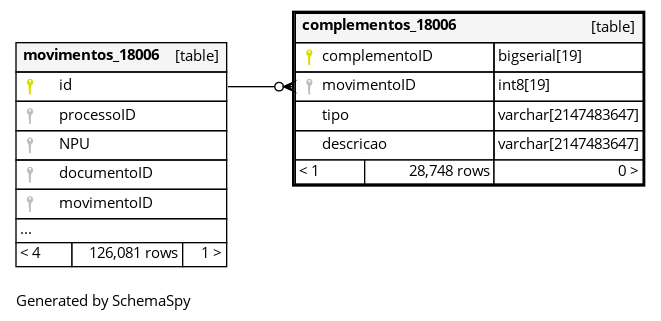 movimentos_18006 [table]
id
processoID
NPU
documentoID
movimentoID
...
< 4 126,081 rows 1 >
complementos_18006 [table]
complementoID bigserial[19]
movimentoID int8[19]
tipo varchar[2147483647]
descricao varchar[2147483647]
< 1 28,748 rows 0 >
Generated by SchemaSpy